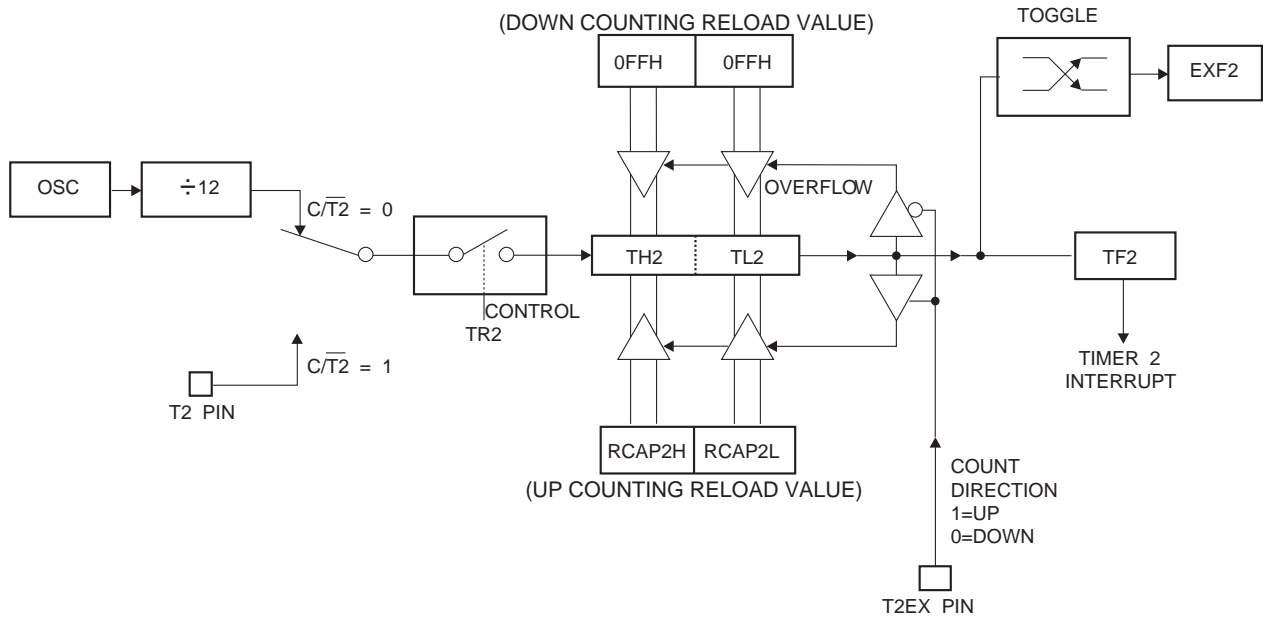 (DOWN COUNTING RELOAD VALUE)
TOGGLE
0FFH
0FFH
EXF2
OSC
÷12
C/T2̅ = 0
OVERFLOW
TH2
TL2
TF2
CONTROL
TR2
C/T2̅ = 1
T2 PIN
TIMER 2
INTERRUPT
RCAP2H
RCAP2L
(UP COUNTING RELOAD VALUE)
COUNT
DIRECTION
1=UP
0=DOWN
T2EX PIN